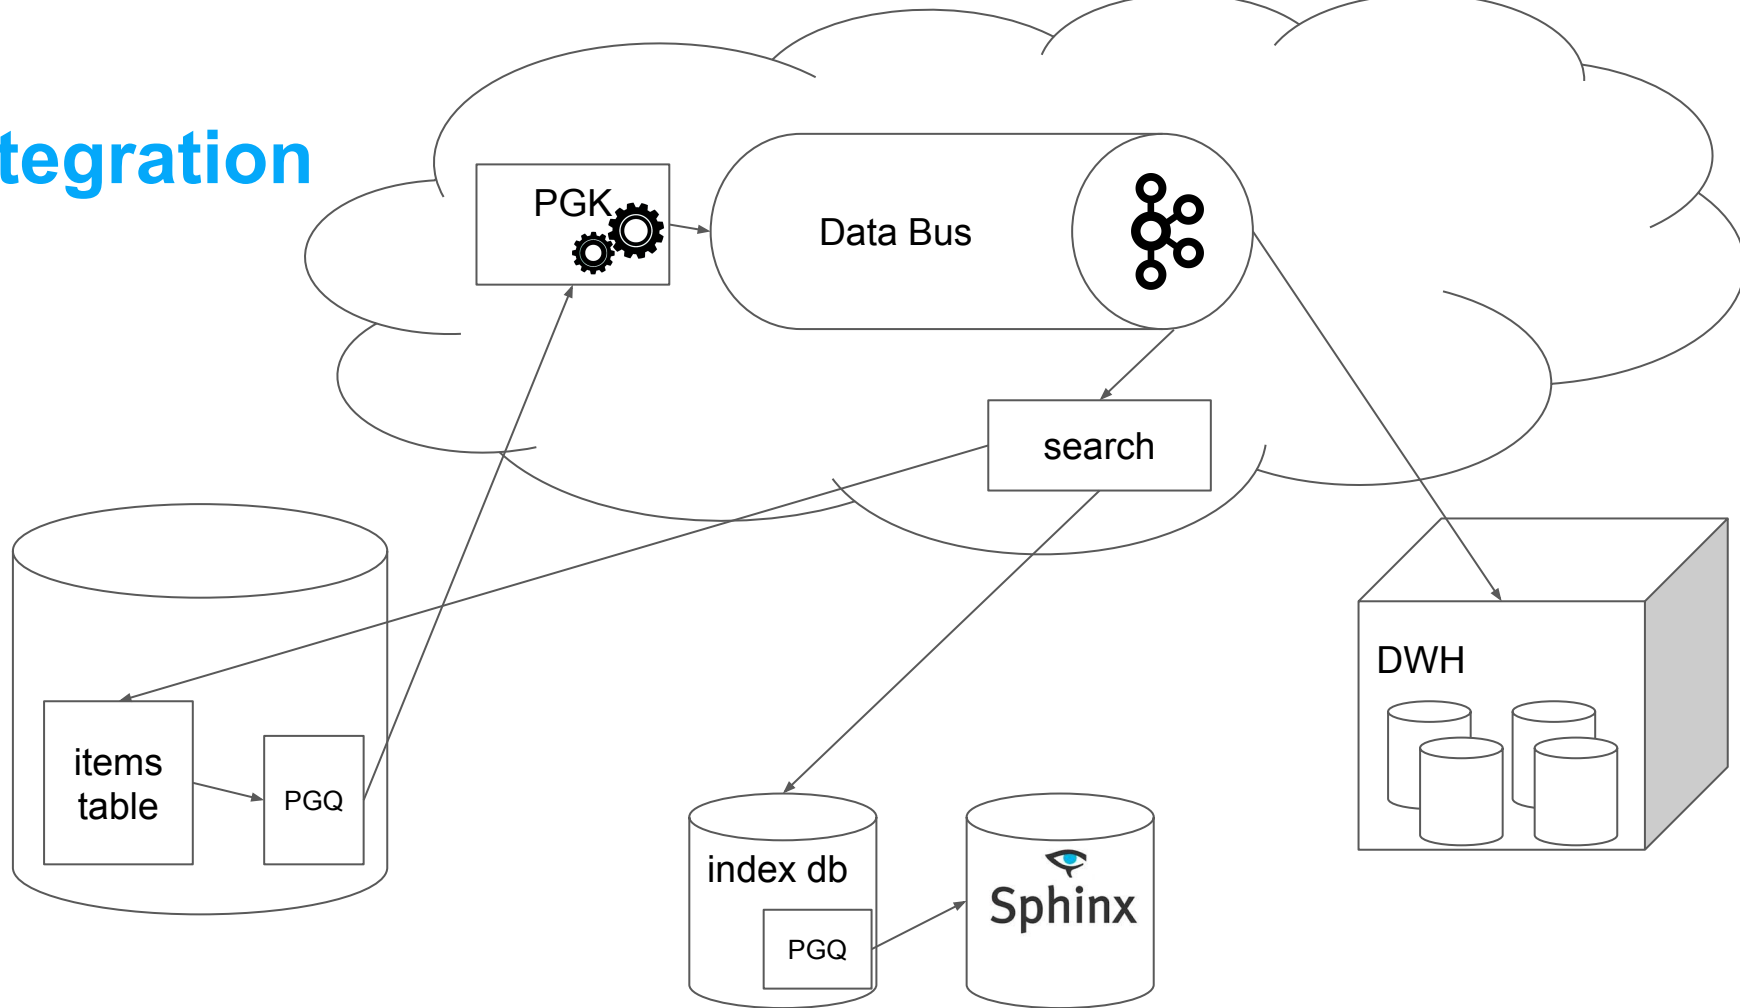 tegration
PGK
Data Bus
search
items
table
PGQ
DWH
index db
PGQ
Sphinx